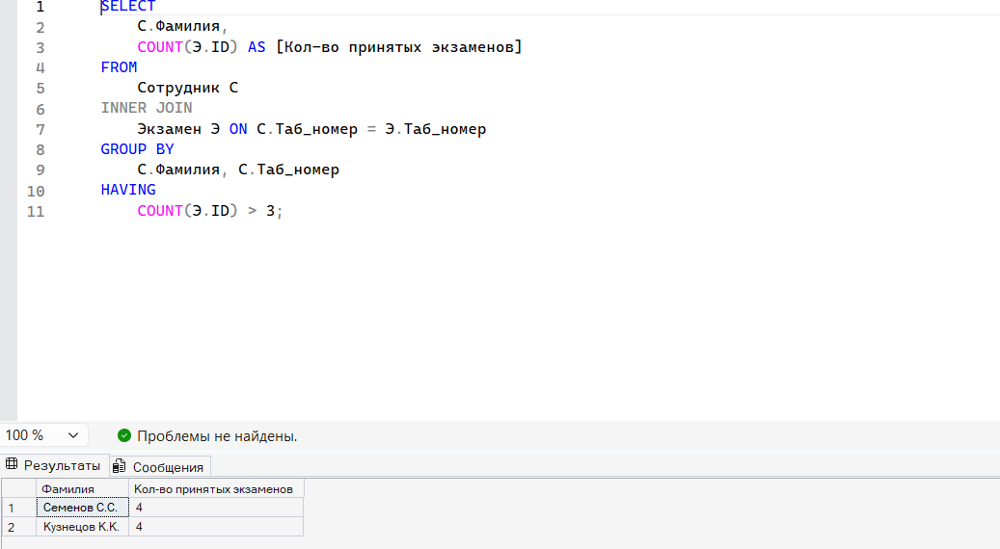 1 SELECT
2 С.Фамилия,
3 COUNT(Э.ID) AS [Кол-во принятых экзаменов]
4 FROM
5 Сотрудник С
6 INNER JOIN
7 Экзамен Э ON С.Таб_номер = Э.Таб_номер
8 GROUP BY
9 С.Фамилия, С.Таб_номер
10 HAVING
11 COUNT(Э.ID) > 3;
100 % Проблемы не найдены.
Результаты Сообщения
Фамилия Кол-во принятых экзаменов
1 Семенов С.С. 4
2 Кузнецов К.К. 4